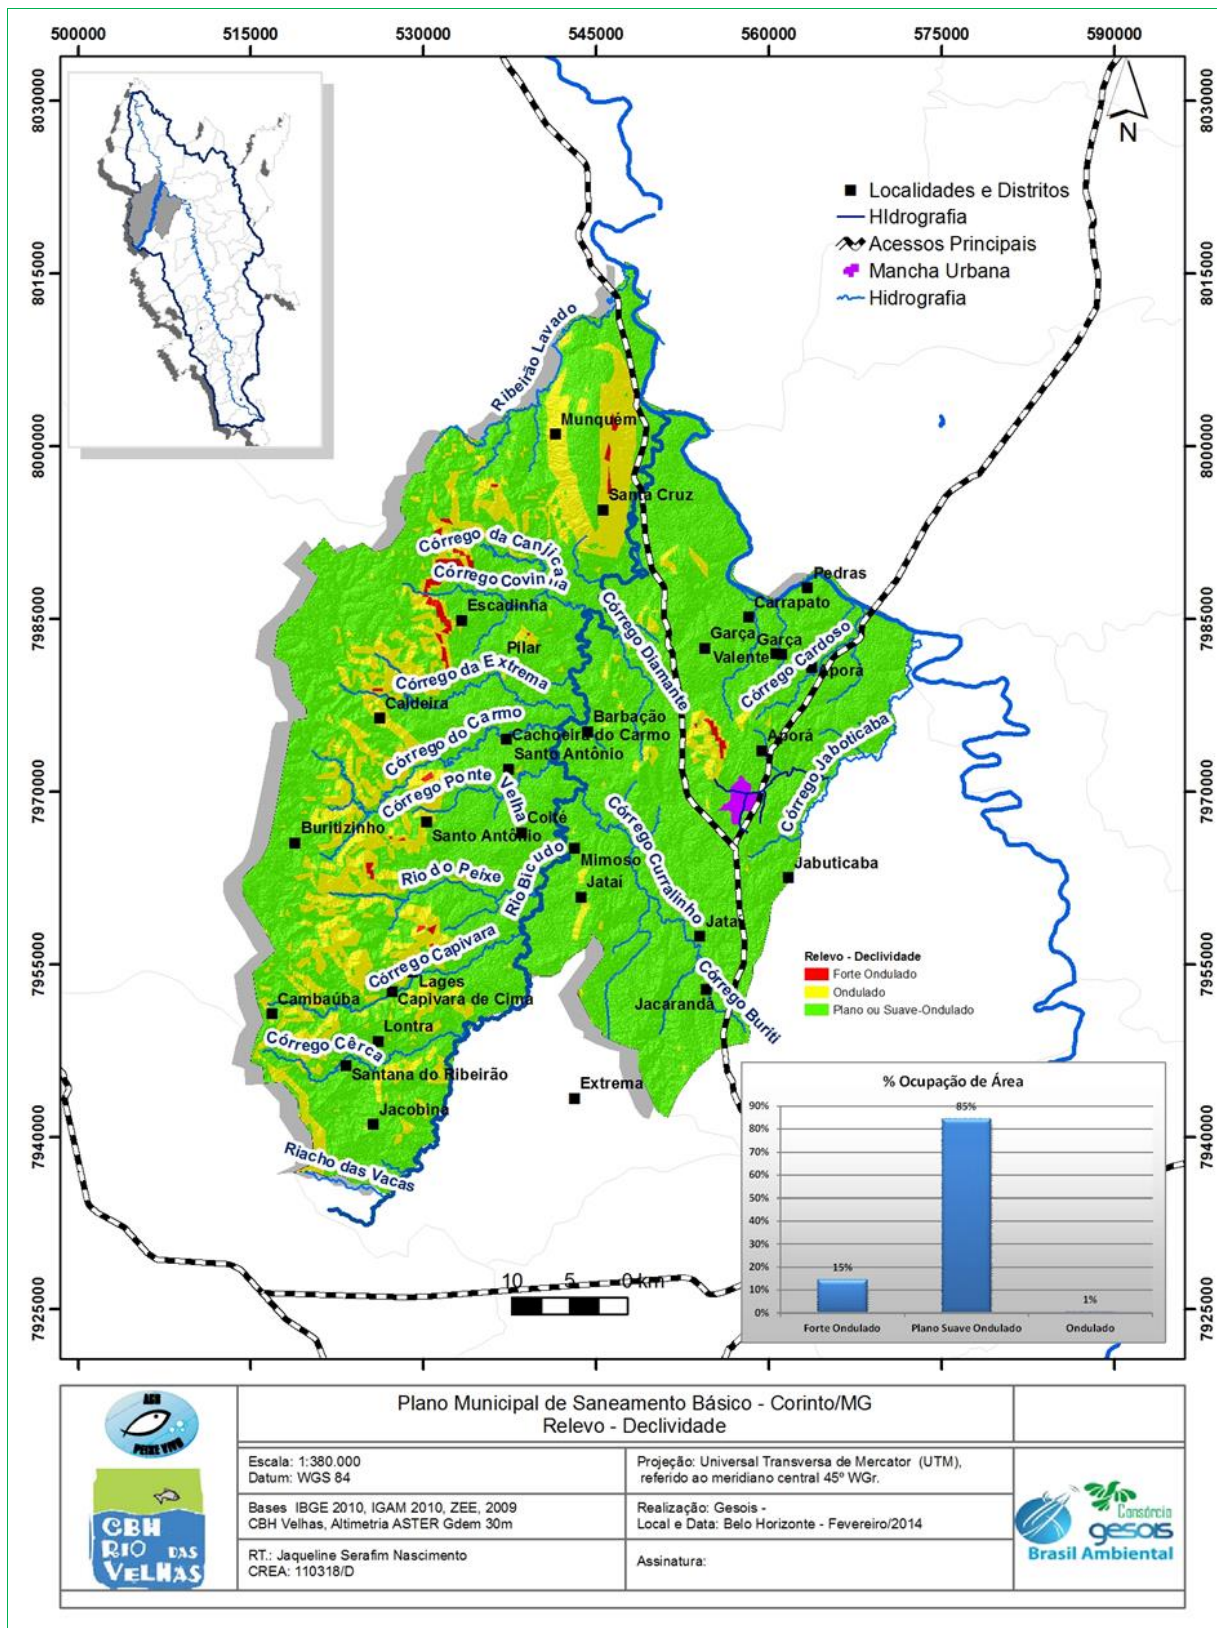 500000 515000 530000 545000 560000 575000 590000
8030000
8015000
8000000
7985000
7970000
7955000
7940000
7925000
8030000
8015000
8000000
7985000
7970000
7955000
7940000
7925000
N
Localidades e Distritos
HIdrografia
Acessos Principais
Mancha Urbana
Hidrografia
Ribeirão Lavado
Munquém
Santa Cruz
Córrego da Canjica
Córrego Covinha
Escadinha
Pilar
Córrego da Extrema
Caldeira
Córrego do Carmo
Córrego Diamante
Pedras
Carrapato
Garça
Garça
Valente
Córrego Cardoso
Aporá
Barbação
Cachoeira do Carmo
Santo Antônio
Aporá
Córrego Jaboticaba
Córrego Ponte Velha
Coité
Buritizinho
Santo Antônio
Mimoso
Rio do Peixe
Rio Bicudo
Jataí
Córrego Curralinho
Jabuticaba
Jataí
Córrego Capivara
Lages
Capivara de Cima
Cambaúba
Lontra
Córrego Cêrca
Santana do Ribeirão
Jacarandá
Córrego Buriti
Extrema
Jacobina
Riacho das Vacas
Relevo - Declividade
Forte Ondulado
Ondulado
Plano ou Suave-Ondulado
% Ocupação de Área
90%
80%
70%
60%
50%
40%
30%
20%
10%
0%
15%
85%
1%
Forte Ondulado Plano Suave Ondulado Ondulado
10 5 0 km
AGB
PEIXE VIVO
CBH
RIO DAS
VELHAS
Plano Municipal de Saneamento Básico - Corinto/MG
Relevo - Declividade
Escala: 1:380.000
Datum: WGS 84
Projeção: Universal Transversa de Mercator (UTM),
referido ao meridiano central 45º WGr.
Bases IBGE 2010, IGAM 2010, ZEE, 2009
CBH Velhas, Altimetria ASTER Gdem 30m
Realização: Gesois -
Local e Data: Belo Horizonte - Fevereiro/2014
RT.: Jaqueline Serafim Nascimento
CREA: 110318/D
Assinatura:
Consórcio
gesois
Brasil Ambiental